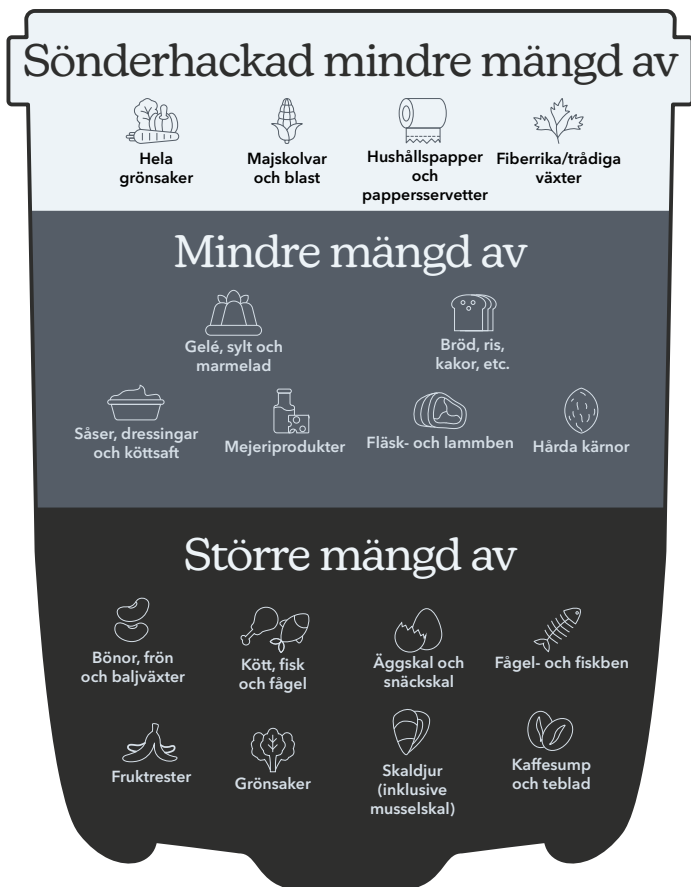 Sönderhackad mindre mängd av
Hela
grönsaker
Majskolvar
och blast
Hushållspapper
och
pappersservetter
Fiberrika/trådiga
växter
Mindre mängd av
Gelé, sylt och
marmelad
Bröd, ris,
kakor, etc.
Såser, dressingar
och köttsaft
Mejeriprodukter
Fläsk- och lammben
Hårda kärnor
Större mängd av
Bönor, frön
och baljväxter
Kött, fisk
och fågel
Äggskal och
snäckskal
Fågel- och fiskben
Fruktrester
Grönsaker
Skaldjur
(inklusive
musselskal)
Kaffesump
och teblad